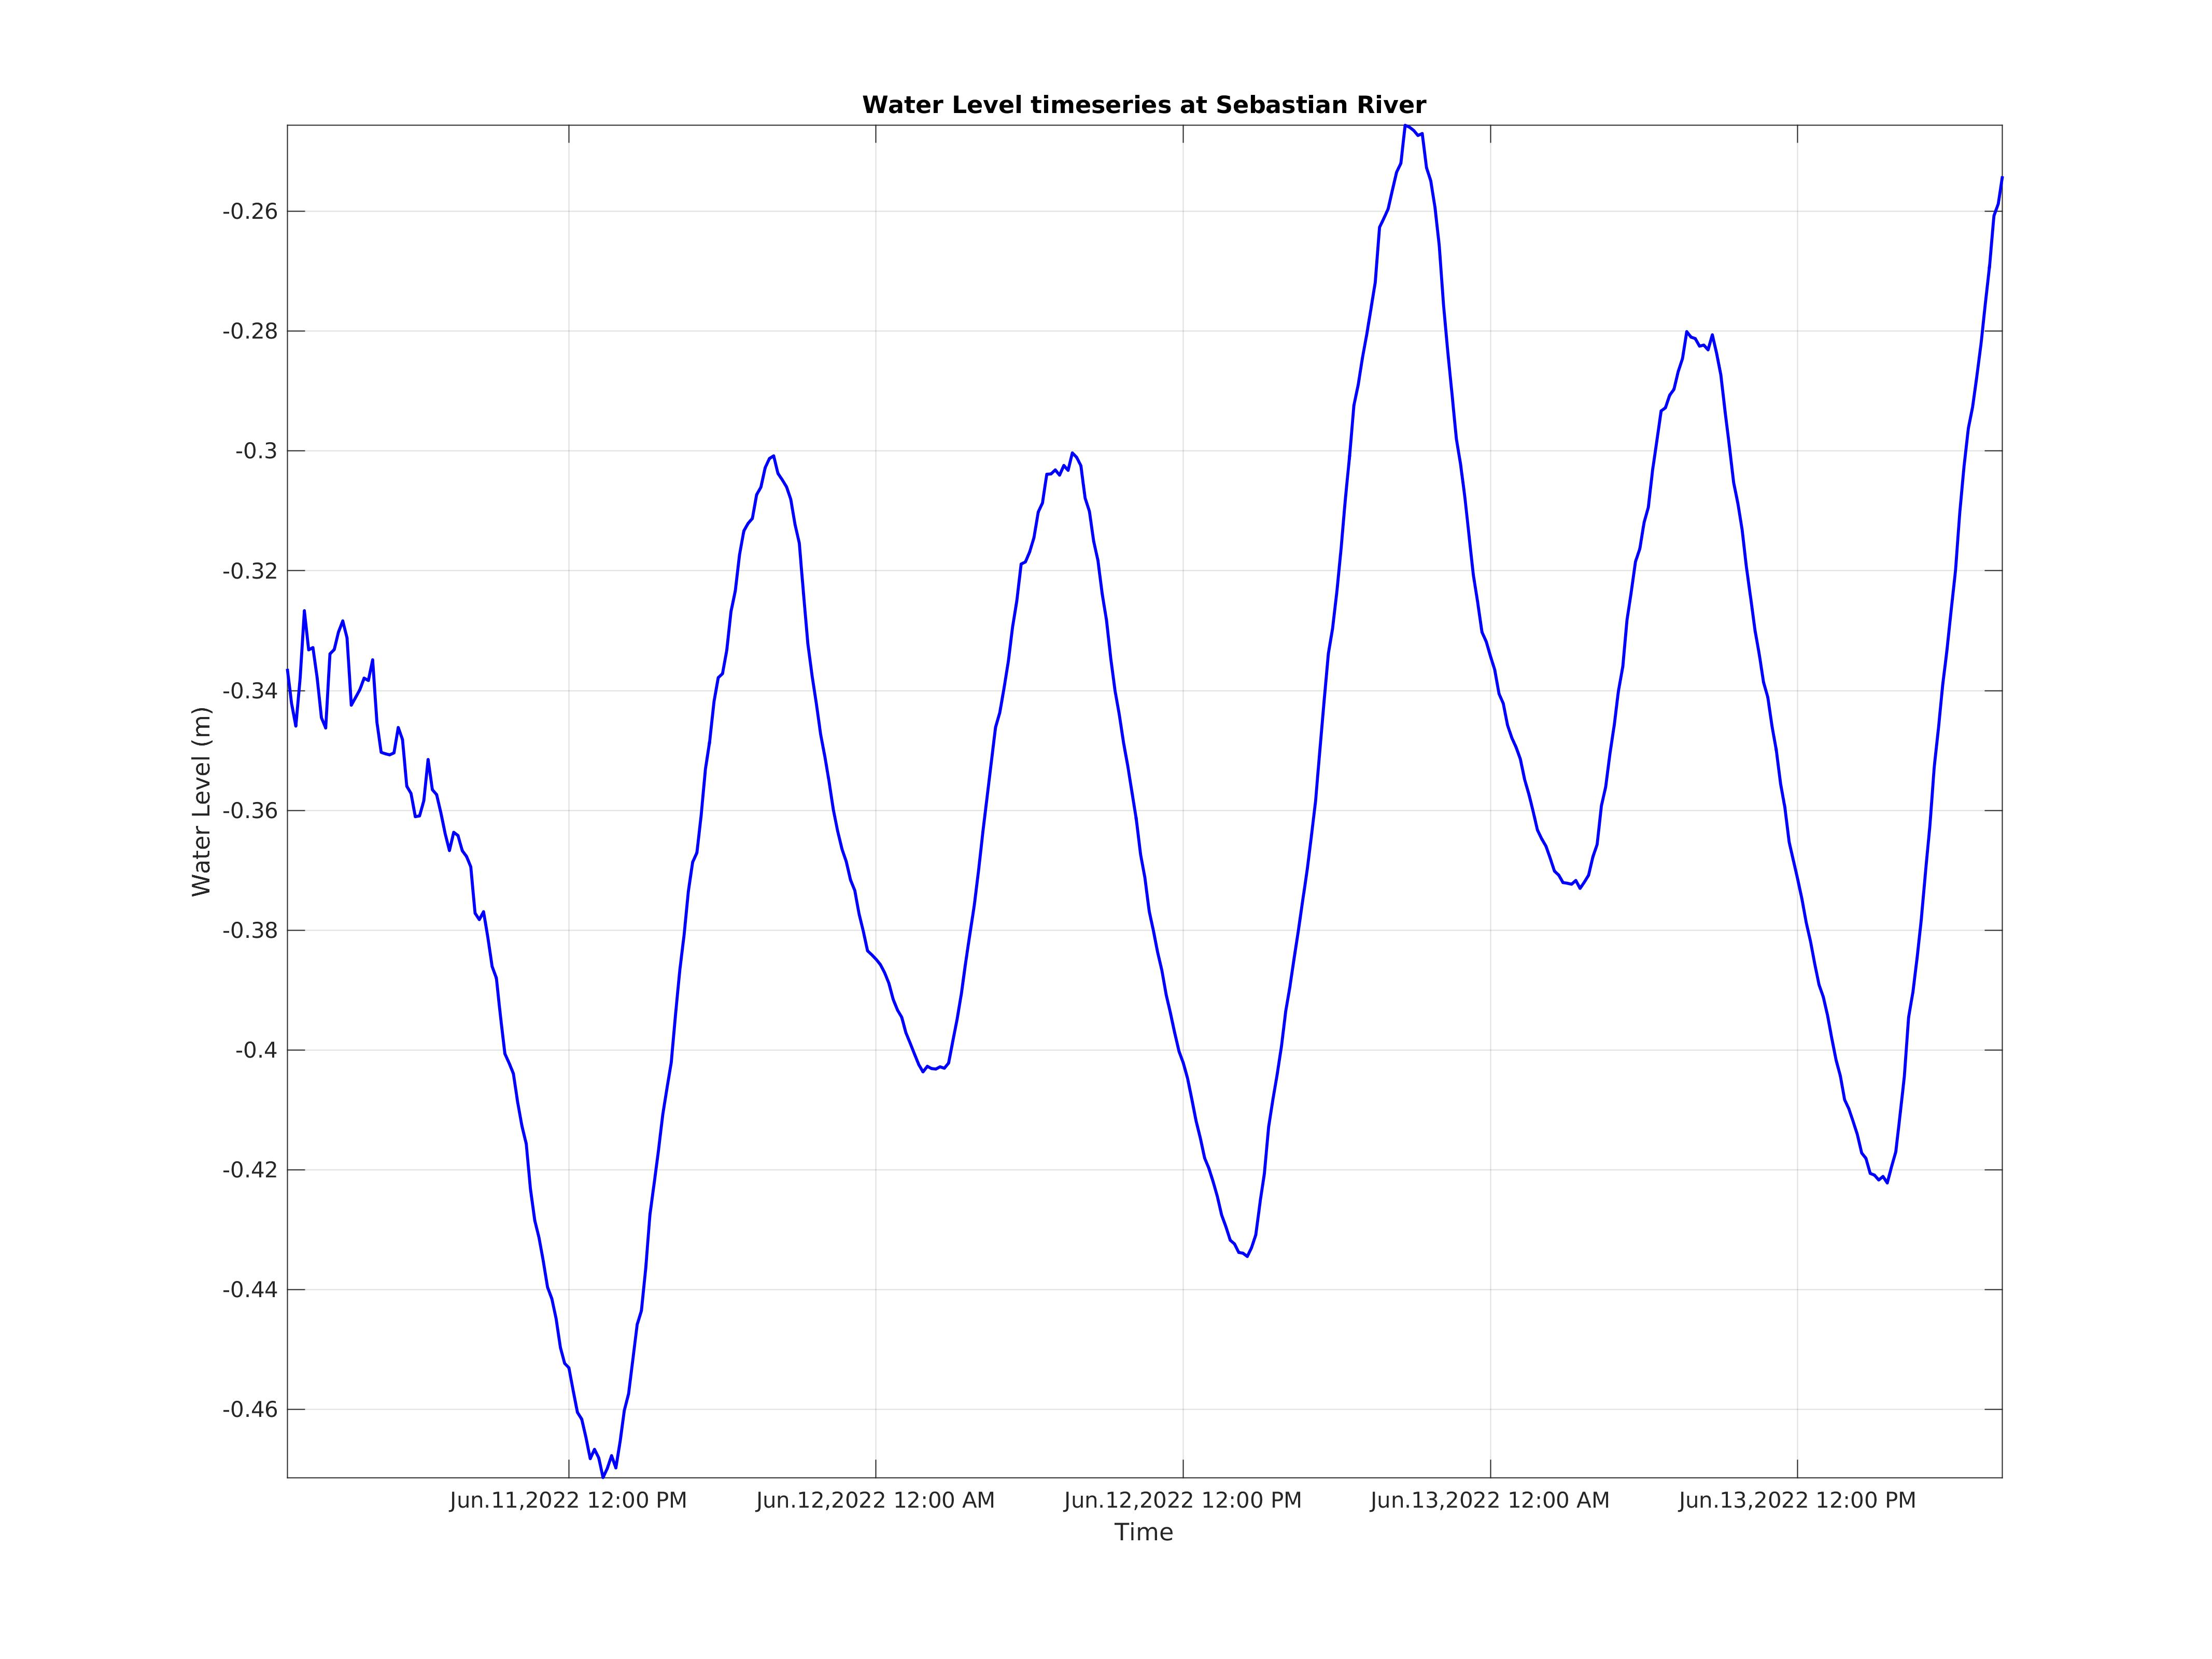 Water Level timeseries at Sebastian River
-0.26
-0.28
-0.3
-0.32
-0.34
-0.36
-0.38
-0.4
-0.42
-0.44
-0.46
Water Level (m)
Jun.11,2022 12:00 PM
Jun.12,2022 12:00 AM
Jun.12,2022 12:00 PM
Jun.13,2022 12:00 AM
Jun.13,2022 12:00 PM
Time